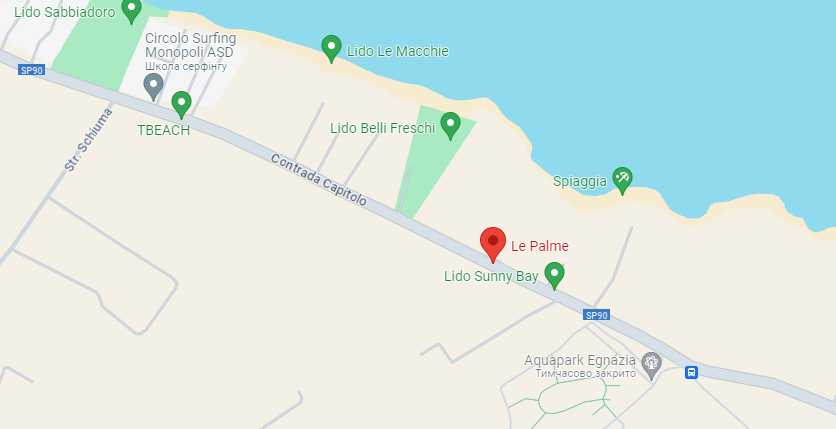 Lido Sabbiadoro
Circolo Surfing
Monopoli ASD
Школа серфінгу
Lido Le Macchie
SP90
TBEACH
Lido Belli Freschi
Str. Schiuma
Contrada Capitolo
Spiaggia
Le Palme
Lido Sunny Bay
SP90
Aquapark Egnazia
Тимчасово закрито